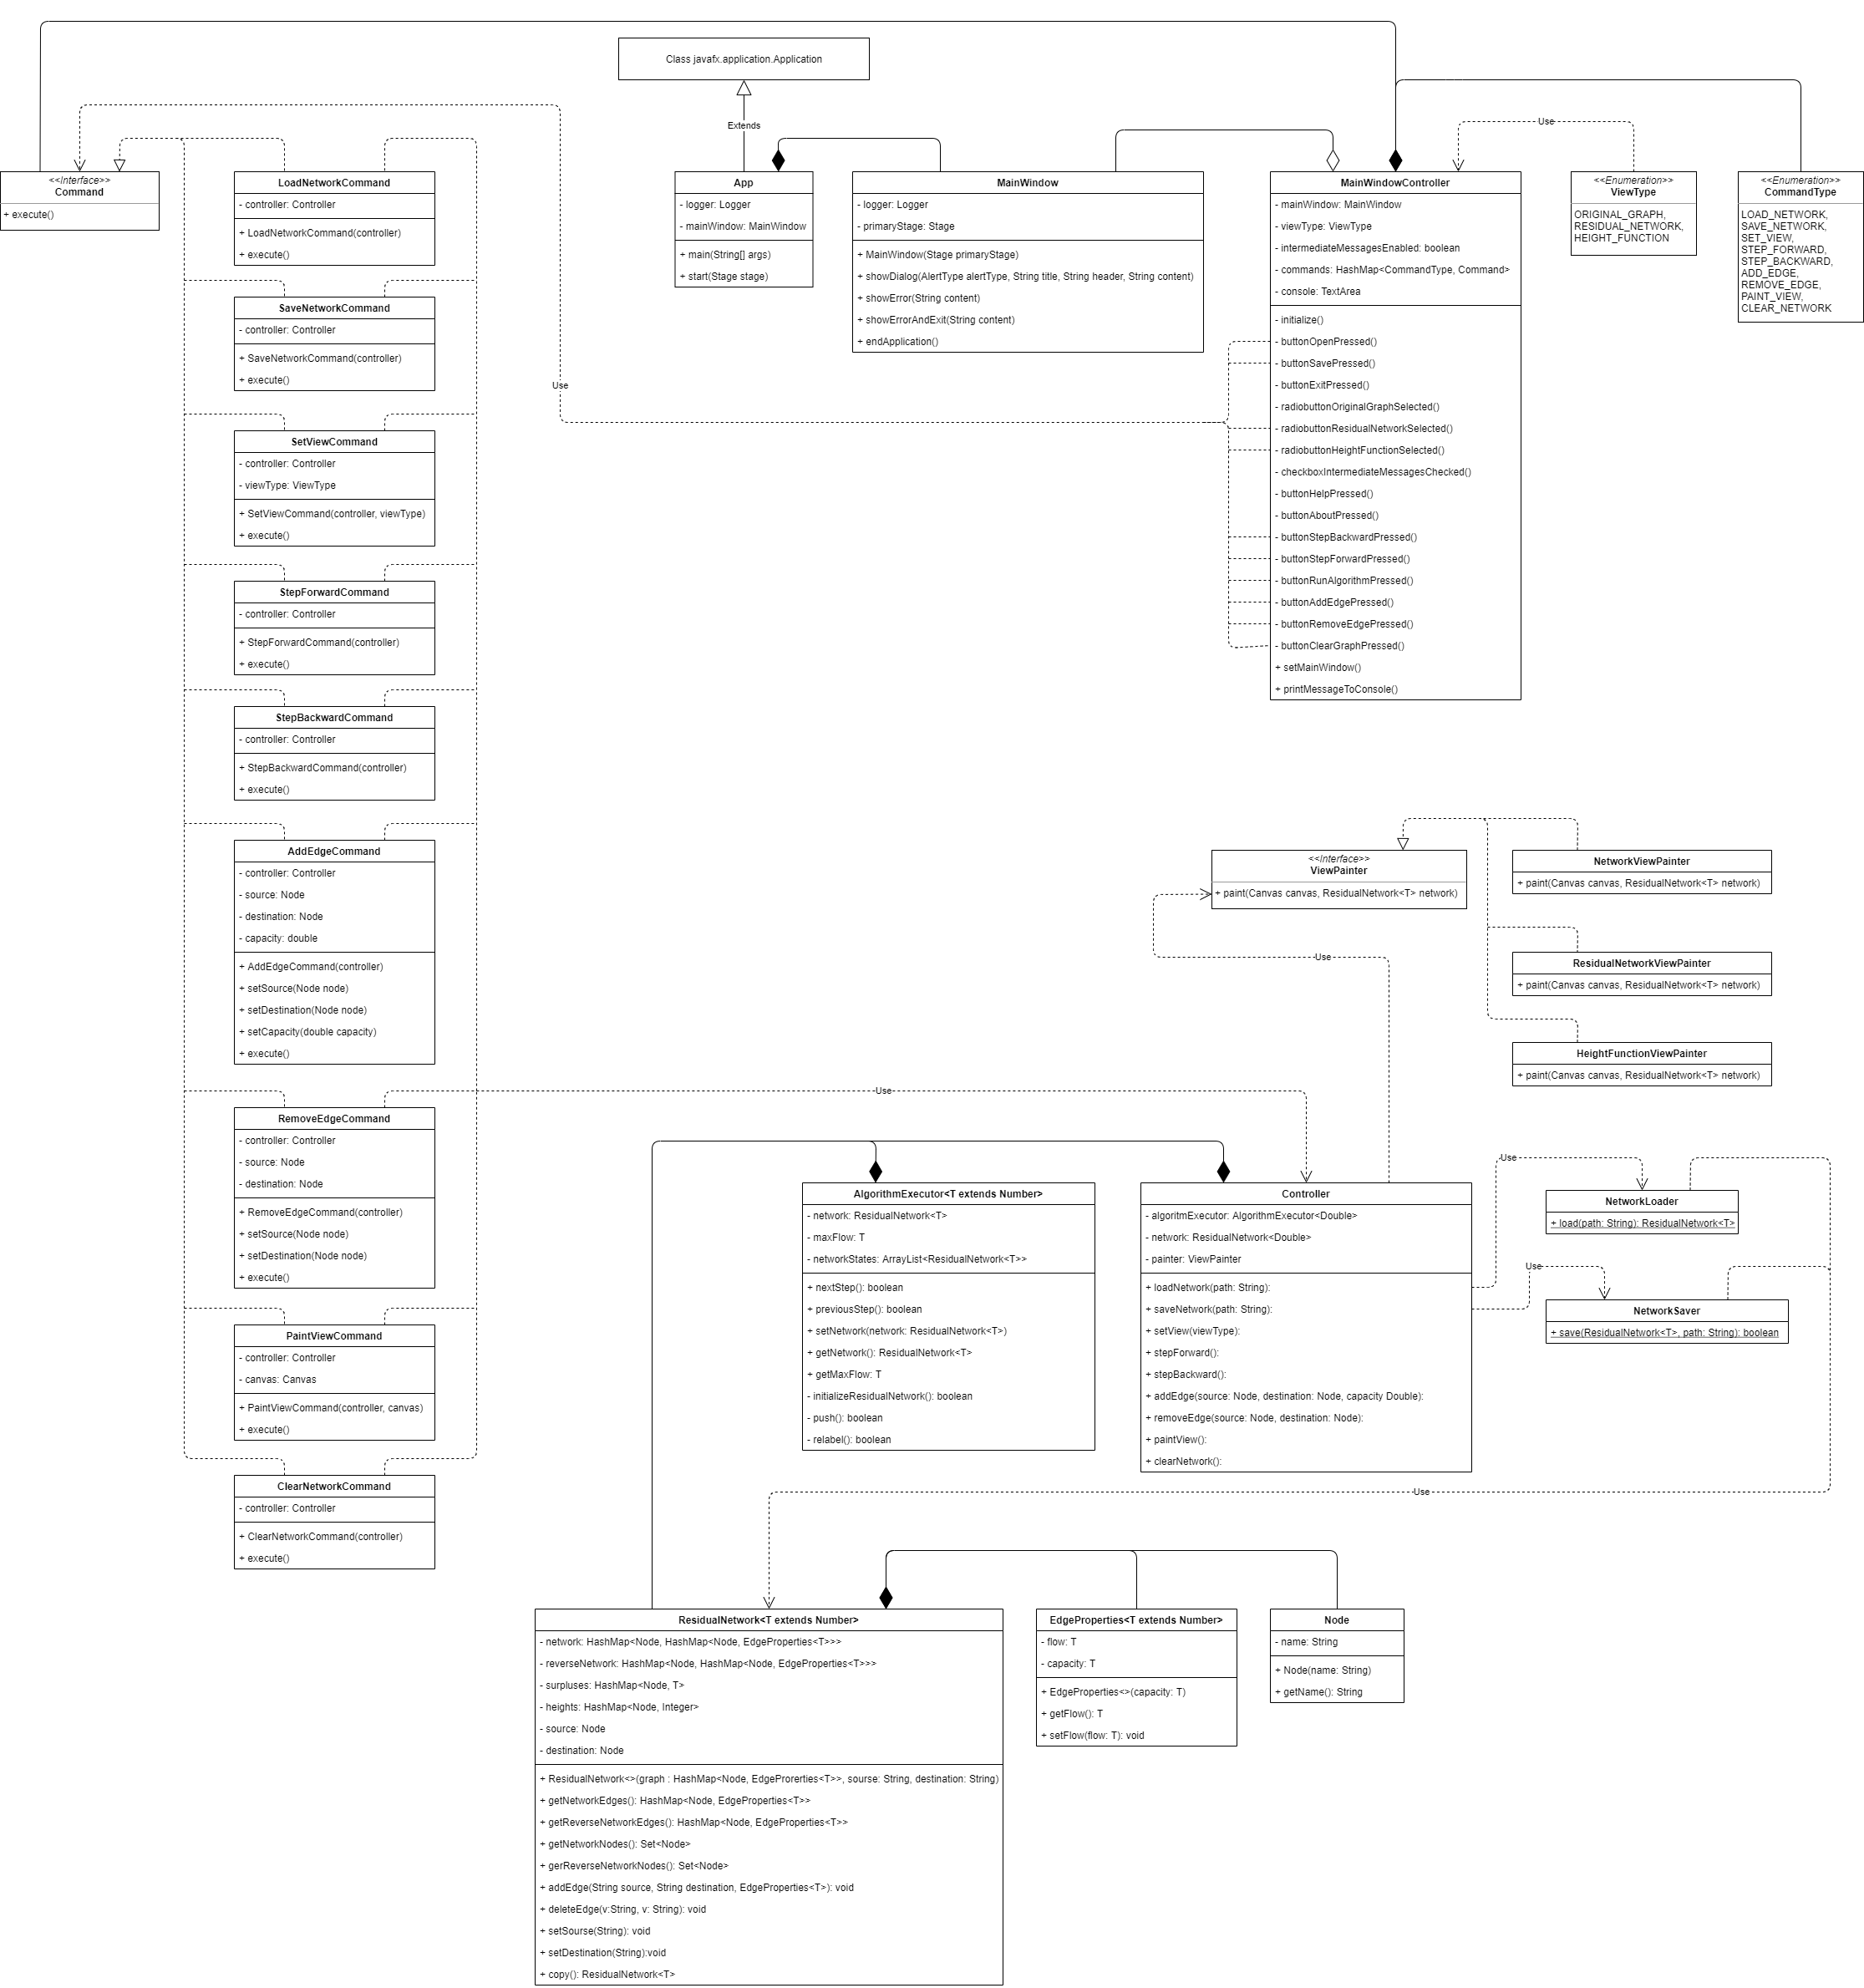 Class javafx.application.Application
Extends
Use
<<Interface>>
Command
+ execute()
LoadNetworkCommand
- controller: Controller
+ LoadNetworkCommand(controller)
+ execute()
SaveNetworkCommand
- controller: Controller
+ SaveNetworkCommand(controller)
+ execute()
SetViewCommand
- controller: Controller
- viewType: ViewType
+ SetViewCommand(controller, viewType)
+ execute()
StepForwardCommand
- controller: Controller
+ StepForwardCommand(controller)
+ execute()
StepBackwardCommand
- controller: Controller
+ StepBackwardCommand(controller)
+ execute()
AddEdgeCommand
- controller: Controller
- source: Node
- destination: Node
- capacity: double
+ AddEdgeCommand(controller)
+ setSource(Node node)
+ setDestination(Node node)
+ setCapacity(double capacity)
+ execute()
RemoveEdgeCommand
- controller: Controller
- source: Node
- destination: Node
+ RemoveEdgeCommand(controller)
+ setSource(Node node)
+ setDestination(Node node)
+ execute()
PaintViewCommand
- controller: Controller
- canvas: Canvas
+ PaintViewCommand(controller, canvas)
+ execute()
ClearNetworkCommand
- controller: Controller
+ ClearNetworkCommand(controller)
+ execute()
Use
App
- logger: Logger
- mainWindow: MainWindow
+ main(String[] args)
+ start(Stage stage)
MainWindow
- logger: Logger
- primaryStage: Stage
+ MainWindow(Stage primaryStage)
+ showDialog(AlertType alertType, String title, String header, String content)
+ showError(String content)
+ showErrorAndExit(String content)
+ endApplication()
MainWindowController
- mainWindow: MainWindow
- viewType: ViewType
- intermediateMessagesEnabled: boolean
- commands: HashMap<CommandType, Command>
- console: TextArea
- initialize()
- buttonOpenPressed()
- buttonSavePressed()
- buttonExitPressed()
- radiobuttonOriginalGraphSelected()
- radiobuttonResidualNetworkSelected()
- radiobuttonHeightFunctionSelected()
- checkboxIntermediateMessagesChecked()
- buttonHelpPressed()
- buttonAboutPressed()
- buttonStepBackwardPressed()
- buttonStepForwardPressed()
- buttonRunAlgorithmPressed()
- buttonAddEdgePressed()
- buttonRemoveEdgePressed()
- buttonClearGraphPressed()
+ setMainWindow()
+ printMessageToConsole()
<<Enumeration>>
ViewType
ORIGINAL_GRAPH,
RESIDUAL_NETWORK,
HEIGHT_FUNCTION
<<Enumeration>>
CommandType
LOAD_NETWORK,
SAVE_NETWORK,
SET_VIEW,
STEP_FORWARD,
STEP_BACKWARD,
ADD_EDGE,
REMOVE_EDGE,
PAINT_VIEW,
CLEAR_NETWORK
<<Interface>>
ViewPainter
+ paint(Canvas canvas, ResidualNetwork<T> network)
NetworkViewPainter
+ paint(Canvas canvas, ResidualNetwork<T> network)
ResidualNetworkViewPainter
+ paint(Canvas canvas, ResidualNetwork<T> network)
HeightFunctionViewPainter
+ paint(Canvas canvas, ResidualNetwork<T> network)
Use
Use
AlgorithmExecutor<T extends Number>
- network: ResidualNetwork<T>
- maxFlow: T
- networkStates: ArrayList<ResidualNetwork<T>>
+ nextStep(): boolean
+ previousStep(): boolean
+ setNetwork(network: ResidualNetwork<T>)
+ getNetwork(): ResidualNetwork<T>
+ getMaxFlow: T
- initializeResidualNetwork(): boolean
- push(): boolean
- relabel(): boolean
Controller
- algoritmExecutor: AlgorithmExecutor<Double>
- network: ResidualNetwork<Double>
- painter: ViewPainter
+ loadNetwork(path: String):
+ saveNetwork(path: String):
+ setView(viewType):
+ stepForward():
+ stepBackward():
+ addEdge(source: Node, destination: Node, capacity Double):
+ removeEdge(source: Node, destination: Node):
+ paintView():
+ clearNetwork():
Use
NetworkLoader
+ load(path: String): ResidualNetwork<T>
Use
NetworkSaver
+ save(ResidualNetwork<T>, path: String): boolean
Use
ResidualNetwork<T extends Number>
- network: HashMap<Node, HashMap<Node, EdgeProperties<T>>>
- reverseNetwork: HashMap<Node, HashMap<Node, EdgeProperties<T>>>
- surpluses: HashMap<Node, T>
- heights: HashMap<Node, Integer>
- source: Node
- destination: Node
+ ResidualNetwork<>(graph : HashMap<Node, EdgeProrerties<T>>, sourse: String, destination: String)
+ getNetworkEdges(): HashMap<Node, EdgeProperties<T>>
+ getReverseNetworkEdges(): HashMap<Node, EdgeProperties<T>>
+ getNetworkNodes(): Set<Node>
+ gerReverseNetworkNodes(): Set<Node>
+ addEdge(String source, String destination, EdgeProperties<T>): void
+ deleteEdge(v:String, v: String): void
+ setSourse(String): void
+ setDestination(String):void
+ copy(): ResidualNetwork<T>
EdgeProperties<T extends Number>
- flow: T
- capacity: T
+ EdgeProperties<>(capacity: T)
+ getFlow(): T
+ setFlow(flow: T): void
Node
- name: String
+ Node(name: String)
+ getName(): String